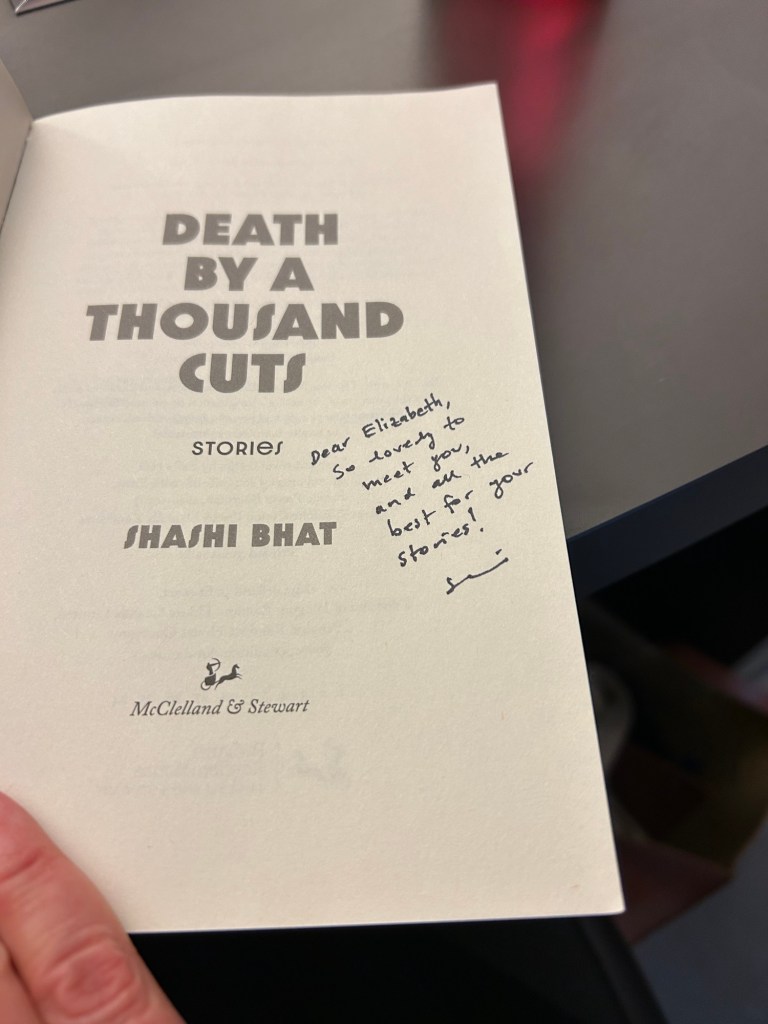 DEATH
BY A
THOUSAND
CUTS
STORIES
SHASHI BHAT
Dear Elizabeth,
So lovely to
meet you,
and all the
best for your
stories!
McClelland & Stewart